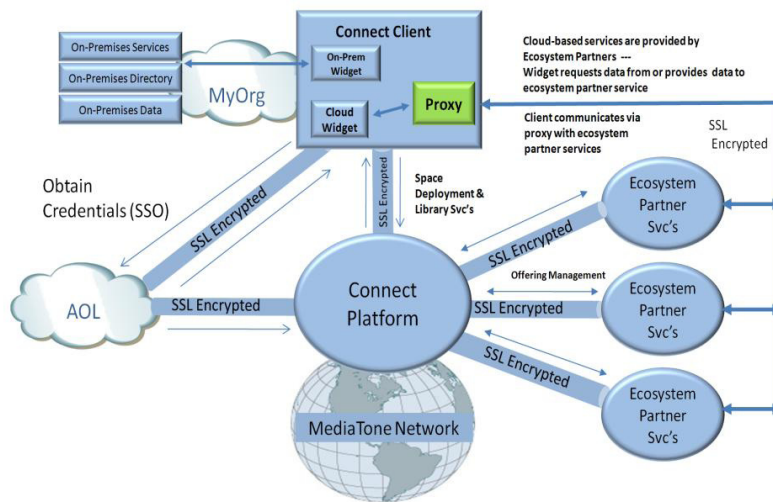 Connect Client
On-Premises Services
On-Premises Directory
On-Premises Data
MyOrg
On-Prem
Widget
Cloud
Widget
Proxy
Cloud-based services are provided by
Ecosystem Partners ---
Widget requests data from or provides data to
ecosystem partner service
Client communicates via
proxy with ecosystem
partner services
SSL
Encrypted
Obtain
Credentials (SSO)
SSL Encrypted
SSL Encrypted
Space
Deployment &
Library Svc's
Ecosystem
Partner
Svc's
SSL Encrypted
AOL
SSL Encrypted
Connect
Platform
Offering Management
SSL Encrypted
Ecosystem
Partner
Svc's
SSL Encrypted
Ecosystem
Partner
Svc's
MediaTone Network